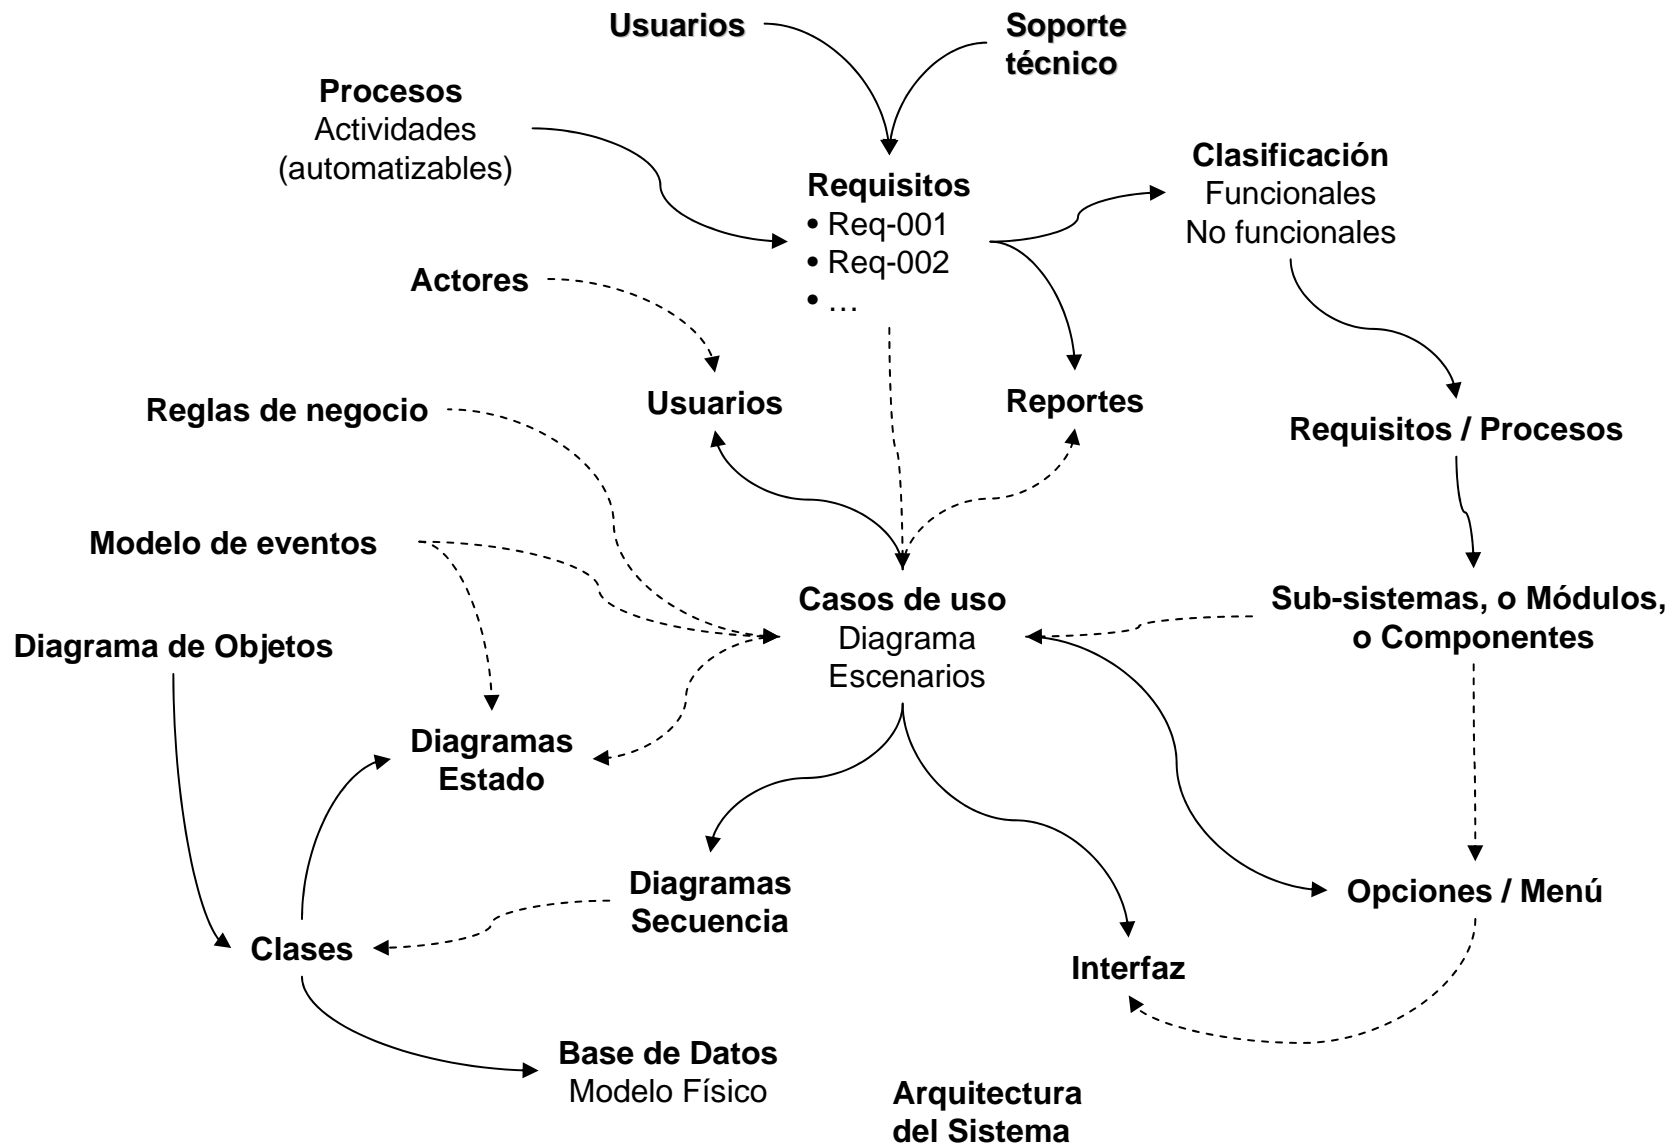 Usuarios
Soporte
técnico
Procesos
Actividades
(automatizables)
Clasificación
Funcionales
No funcionales
Requisitos
• Req-001
• Req-002
• …
Actores
Usuarios
Reportes
Reglas de negocio
Requisitos / Procesos
Modelo de eventos
Casos de uso
Diagrama
Escenarios
Sub-sistemas, o Módulos,
o Componentes
Diagrama de Objetos
Diagramas
Estado
Diagramas
Secuencia
Opciones / Menú
Clases
Interfaz
Base de Datos
Modelo Físico
Arquitectura
del Sistema